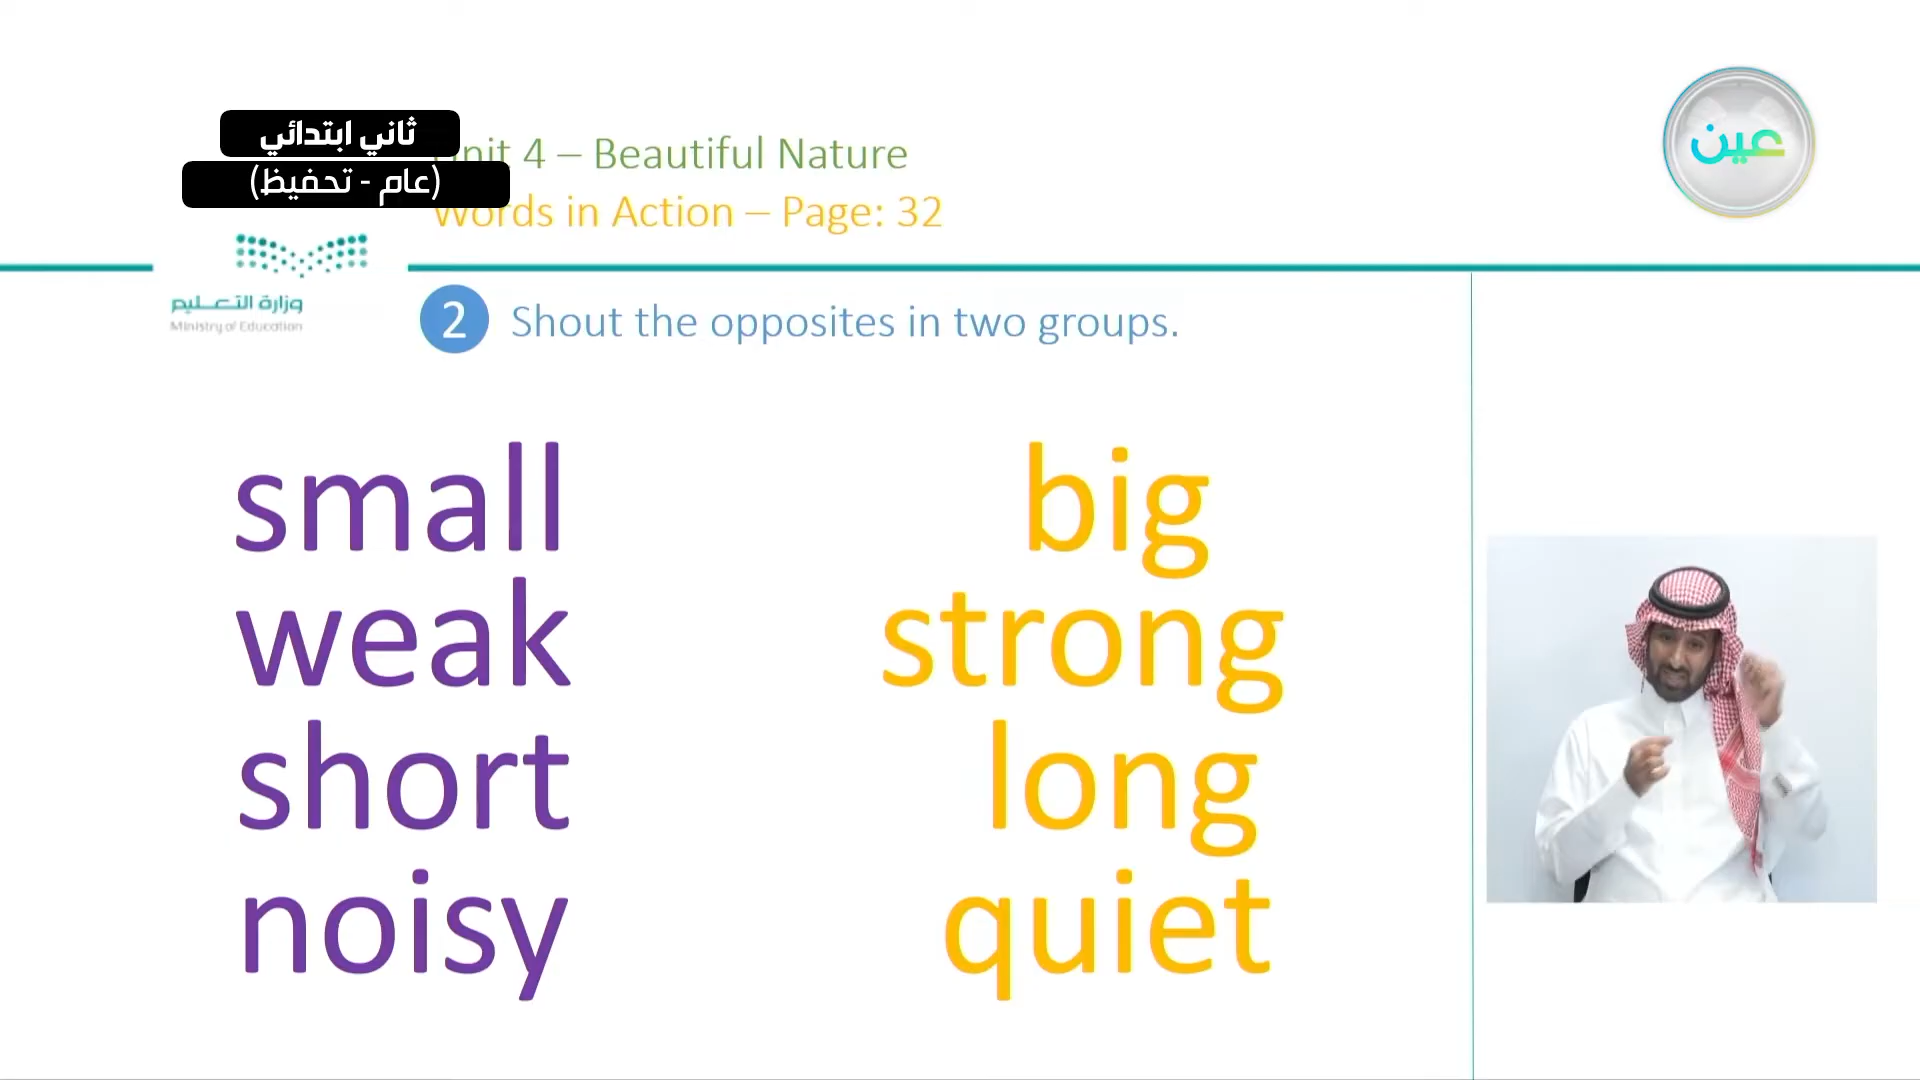 ثاني ابتدائي
(عام - تحفيظ)
Unit 4 – Beautiful Nature
Words in Action – Page: 32
عين
وزارة التعليم
Ministry of Education
2 Shout the opposites in two groups.
small big
weak strong
short long
noisy quiet